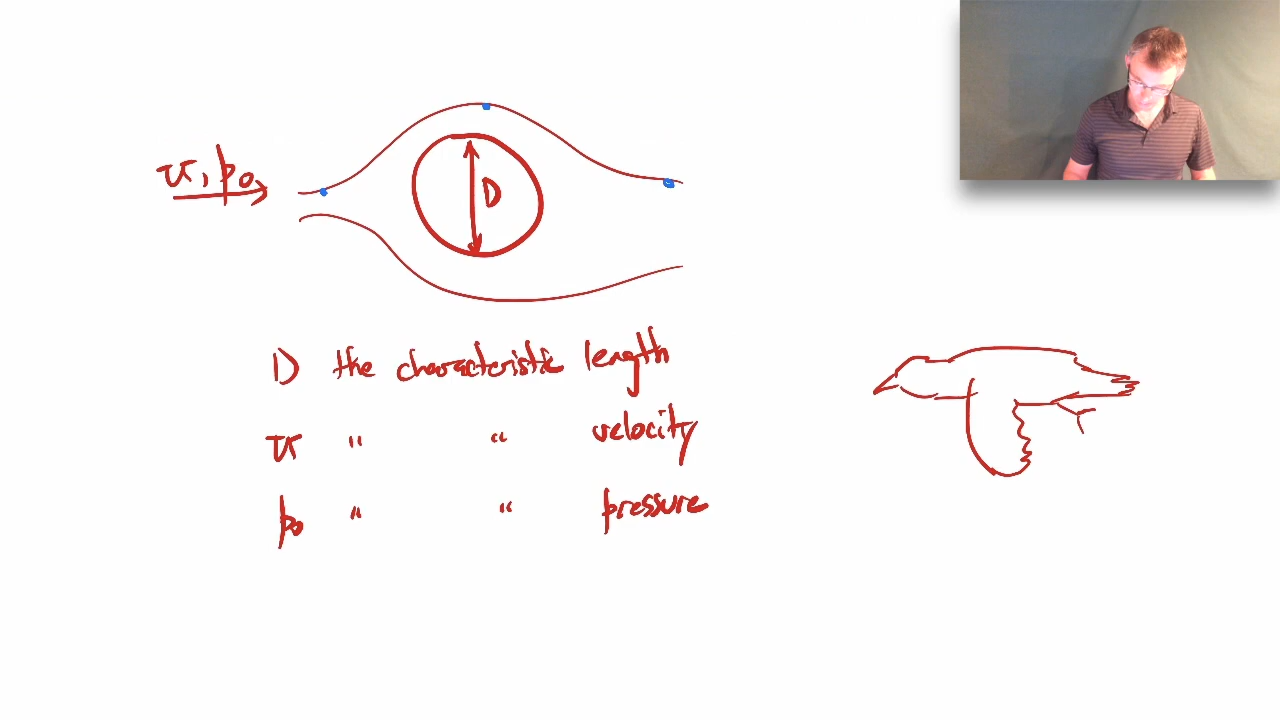 v, p₀
D
D the characteristic length
v " " velocity
p₀ " " pressure